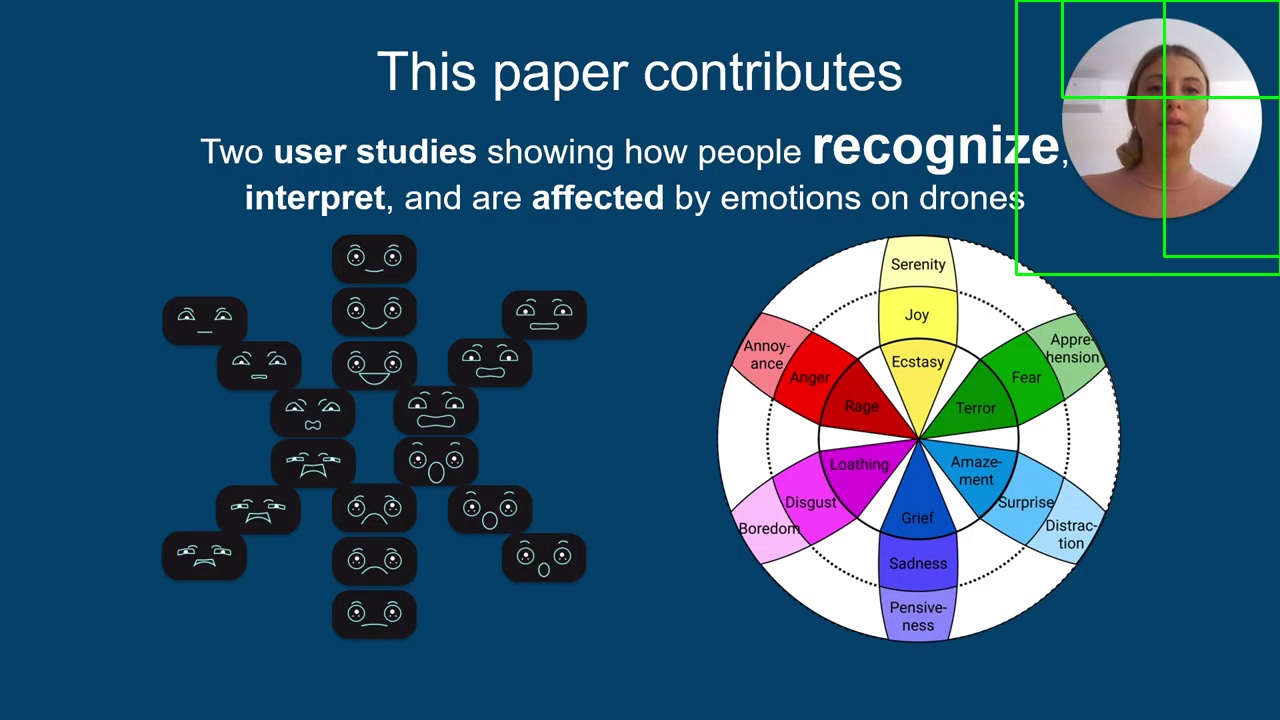 This paper contributes
Two user studies showing how people recognize,
interpret, and are affected by emotions on drones
Serenity
Joy
Ecstasy
Annoy-
ance
Anger
Rage
Appre-
hension
Fear
Terror
Loathing
Disgust
Boredom
Amaze-
ment
Surprise
Distrac-
tion
Grief
Sadness
Pensive-
ness